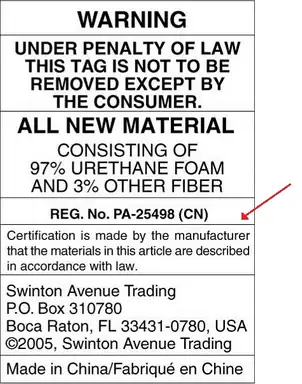 WARNING
UNDER PENALTY OF LAW
THIS TAG IS NOT TO BE
REMOVED EXCEPT BY
THE CONSUMER.
ALL NEW MATERIAL
CONSISTING OF
97% URETHANE FOAM
AND 3% OTHER FIBER
REG. No. PA-25498 (CN)
Certification is made by the manufacturer
that the materials in this article are described
in accordance with law.
Swinton Avenue Trading
P.O. Box 310780
Boca Raton, FL 33431-0780, USA
©2005, Swinton Avenue Trading
Made in China/Fabriqué en Chine